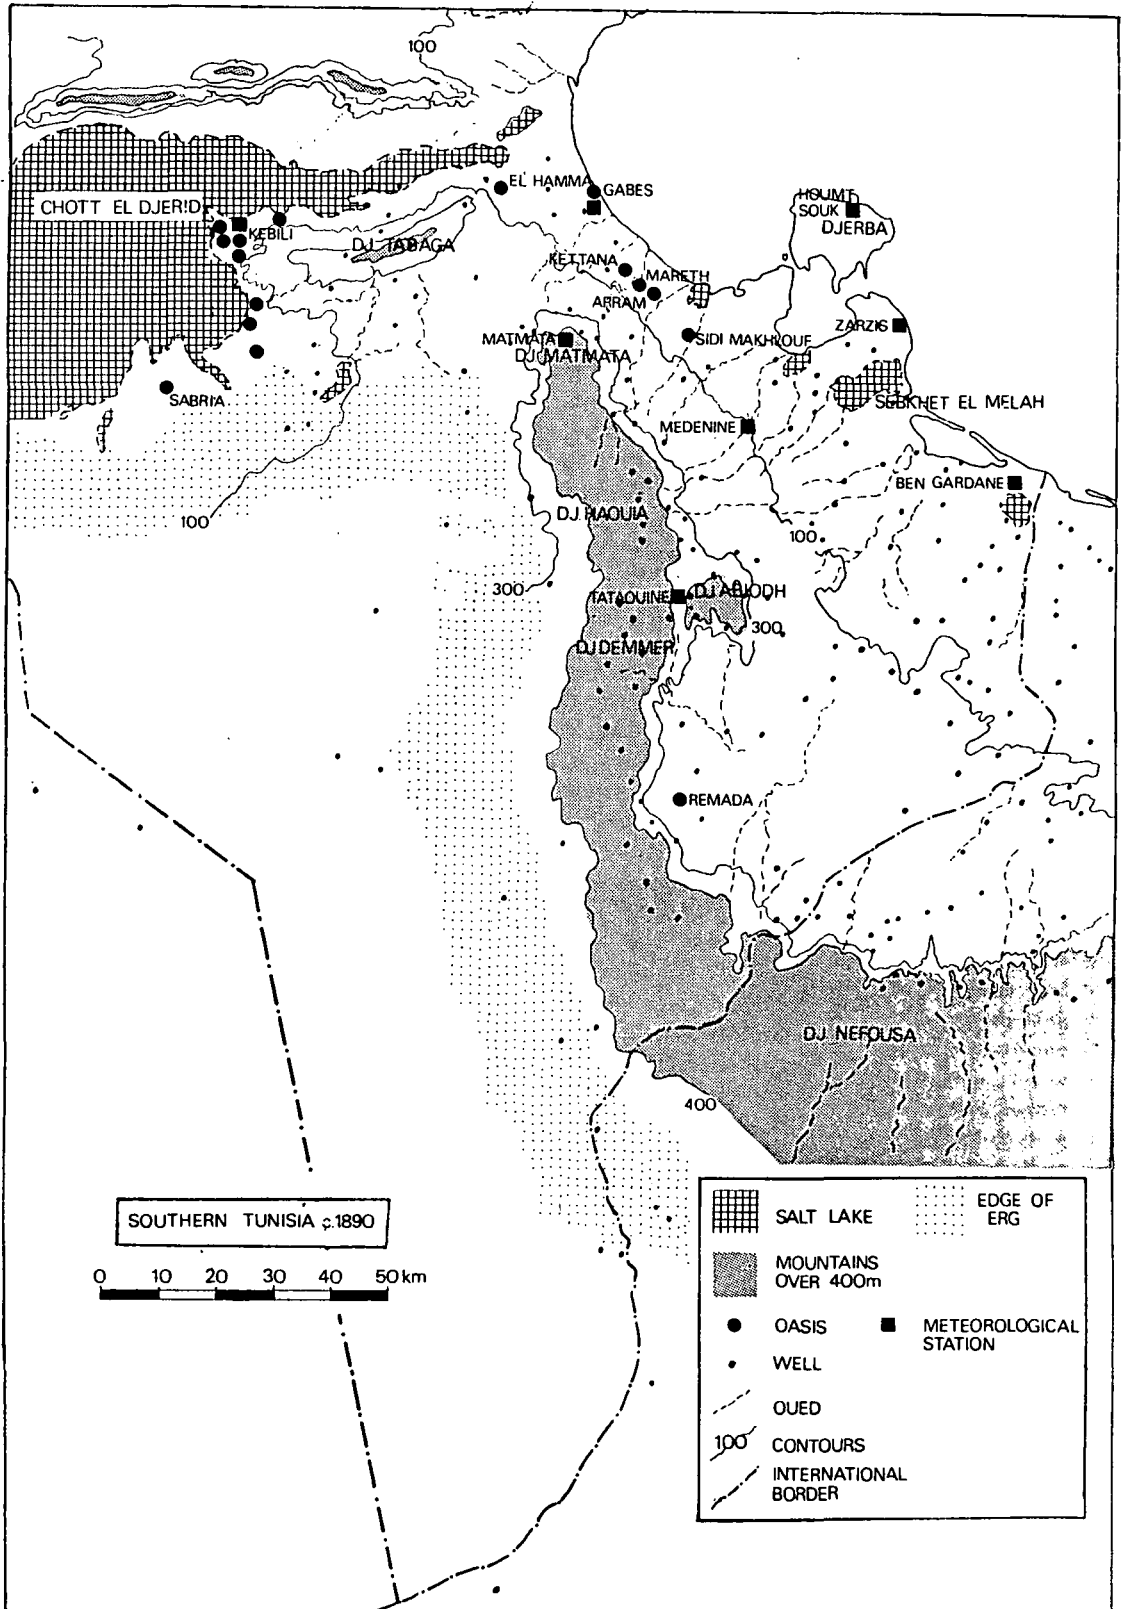 100
EL HAMMA
GABES
CHOTT EL DJERID
KEBILI
DJ. TABAGA
HOUMT
SOUK
DJERBA
KETTANA
MARETH
ARRAM
ZARZIS
MATMATA
DJ. MATMATA
SIDI MAKHLOUF
SABRIA
SEBKHET EL MELAH
MEDENINE
BEN GARDANE
100
DJ. HAOUIA
100
300
TATAOUINE
DJ. ABIODH
300
DJ. DEMMER
REMADA
DJ. NEFOUSA
400
SOUTHERN TUNISIA c.1890
0 10 20 30 40 50 km
SALT LAKE
EDGE OF
ERG
MOUNTAINS
OVER 400m
OASIS
METEOROLOGICAL
STATION
WELL
OUED
100 CONTOURS
INTERNATIONAL
BORDER